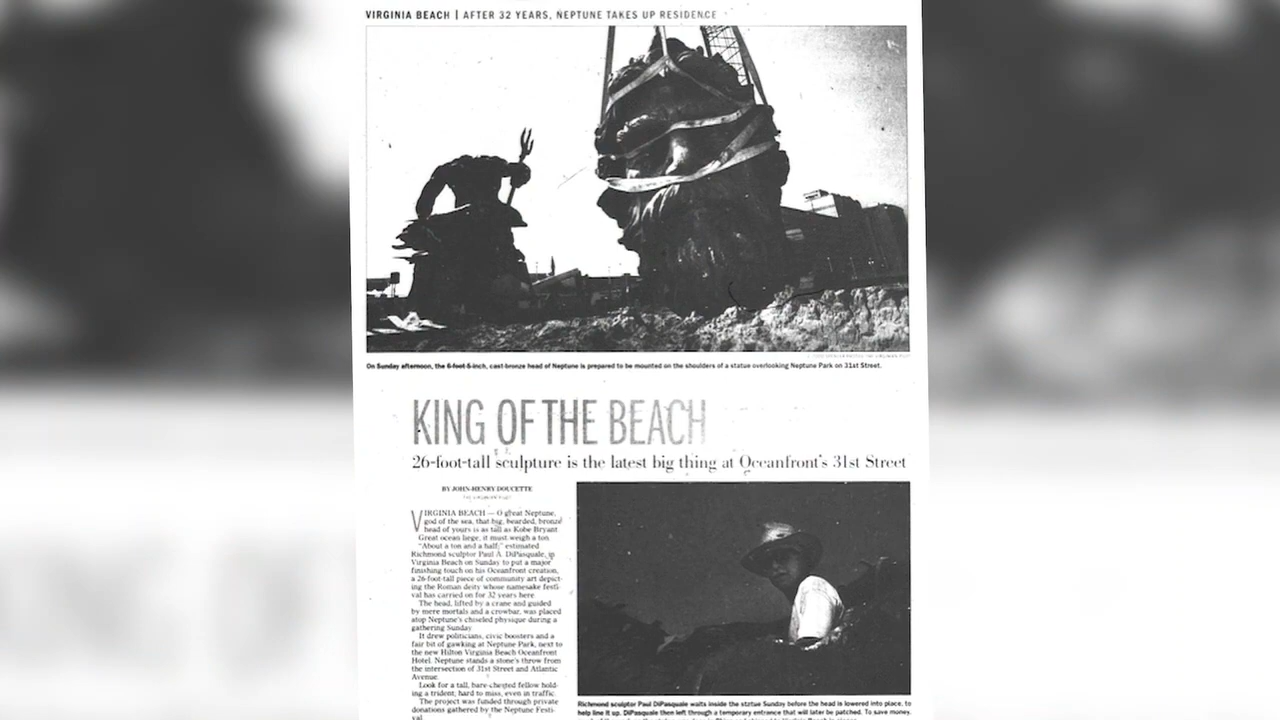 VIRGINIA BEACH | AFTER 32 YEARS, NEPTUNE TAKES UP RESIDENCE
On Sunday afternoon, the 6-foot-6-inch, cast-bronze head of Neptune is prepared to be mounted on the shoulders of a statue overlooking Neptune Park on 31st Street.
KING OF THE BEACH
26-foot-tall sculpture is the latest big thing at Oceanfront's 31st Street
BY JOHN-HENRY DOUCETTE
THE VIRGINIAN-PILOT
VIRGINIA BEACH — O great Neptune,
god of the sea, that big, bearded, bronze
head of yours is as tall as Kobe Bryant.
Great ocean liege, it must weigh a ton.
"About a ton and a half," estimated
Richmond sculptor Paul A. DiPasquale, in
Virginia Beach on Sunday to put a major
finishing touch on his Oceanfront creation,
a 26-foot-tall piece of community art depict-
ing the Roman deity whose namesake festi-
val has carried on for 32 years here.
The head, lifted by a crane and guided
by mere mortals and a crowbar, was placed
atop Neptune's chiseled physique during a
gathering Sunday.
It drew politicians, civic boosters and a
fair bit of gawking at Neptune Park, next to
the new Hilton Virginia Beach Oceanfront
Hotel. Neptune stands a stone's throw from
the intersection of 31st Street and Atlantic
Avenue.
Look for a tall, bare-chested fellow hold-
ing a trident; hard to miss, even in traffic.
The project was funded through private
donations gathered by the Neptune Festi-
val
Richmond sculptor Paul DiPasquale waits inside the statue Sunday before the head is lowered into place, to
help line it up. DiPasquale then left through a temporary entrance that will later be patched. To save money,